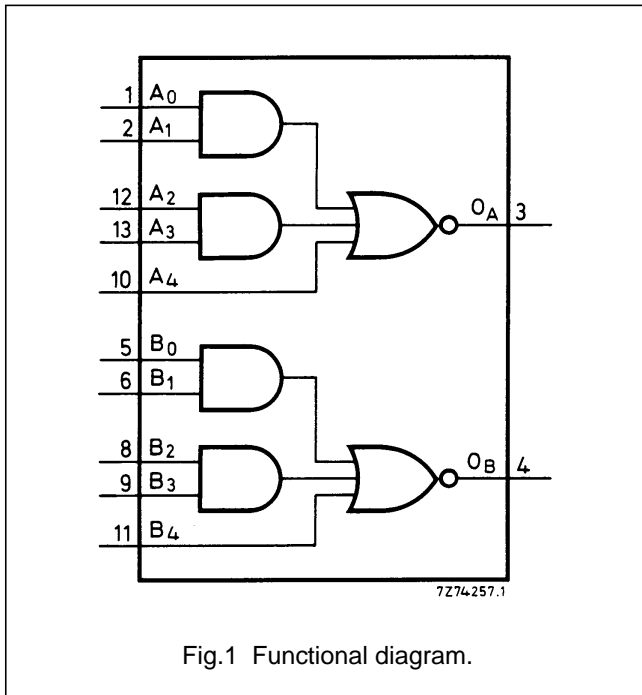 1 A0
2 A1
12 A2
13 A3
10 A4
OA 3
5 B0
6 B1
8 B2
9 B3
11 B4
OB 4
7Z74257.1
Fig.1 Functional diagram.